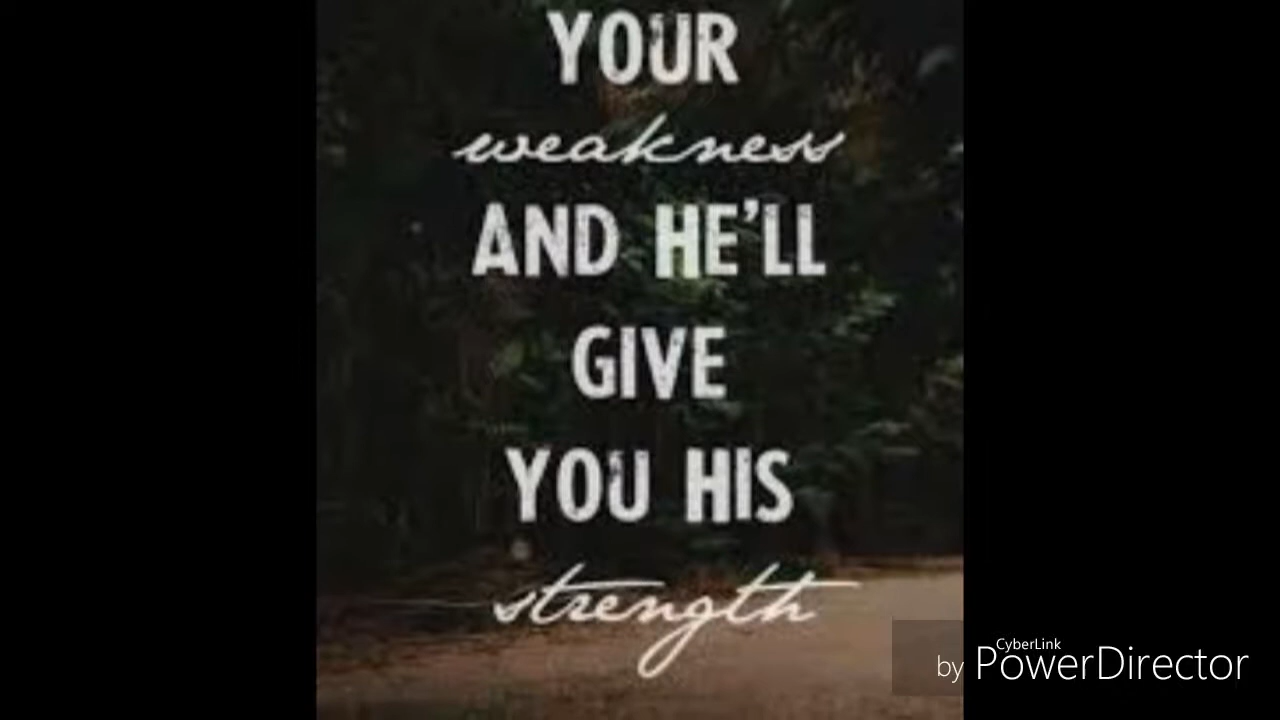 YOUR
weakness
AND HE'LL
GIVE
YOU HIS
strength
CyberLink
by PowerDirector